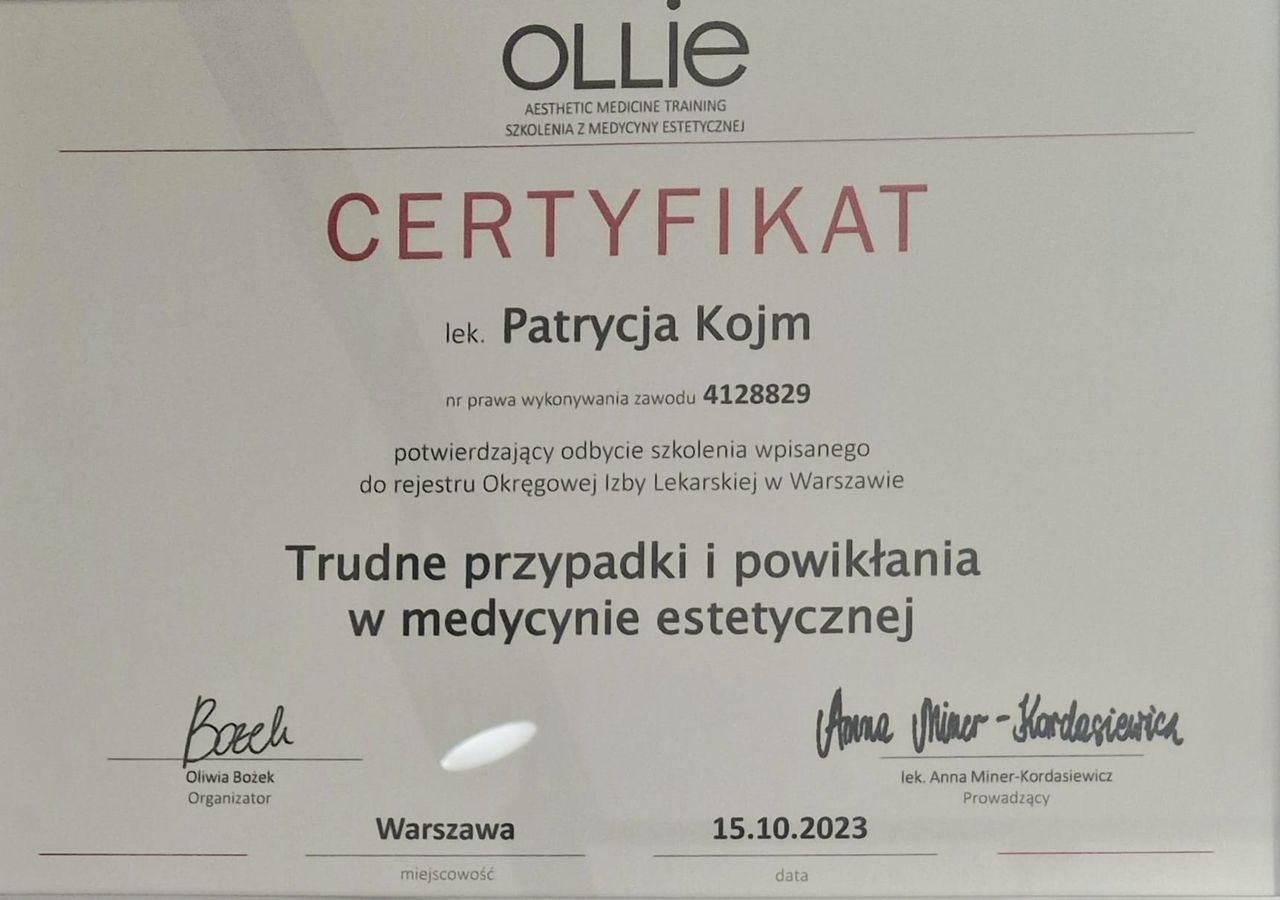 OLLie
AESTHETIC MEDICINE TRAINING
SZKOLENIA Z MEDYCYNY ESTETYCZNEJ
CERTYFIKAT
lek. Patrycja Kojm
nr prawa wykonywania zawodu 4128829
potwierdzający odbycie szkolenia wpisanego
do rejestru Okręgowej Izby Lekarskiej w Warszawie
Trudne przypadki i powikłania
w medycynie estetycznej
Bożek
Anna Miner-Kordasiewicz
Oliwia Bożek
lek. Anna Miner-Kordasiewicz
Organizator
Prowadzący
Warszawa
15.10.2023
miejscowość
data